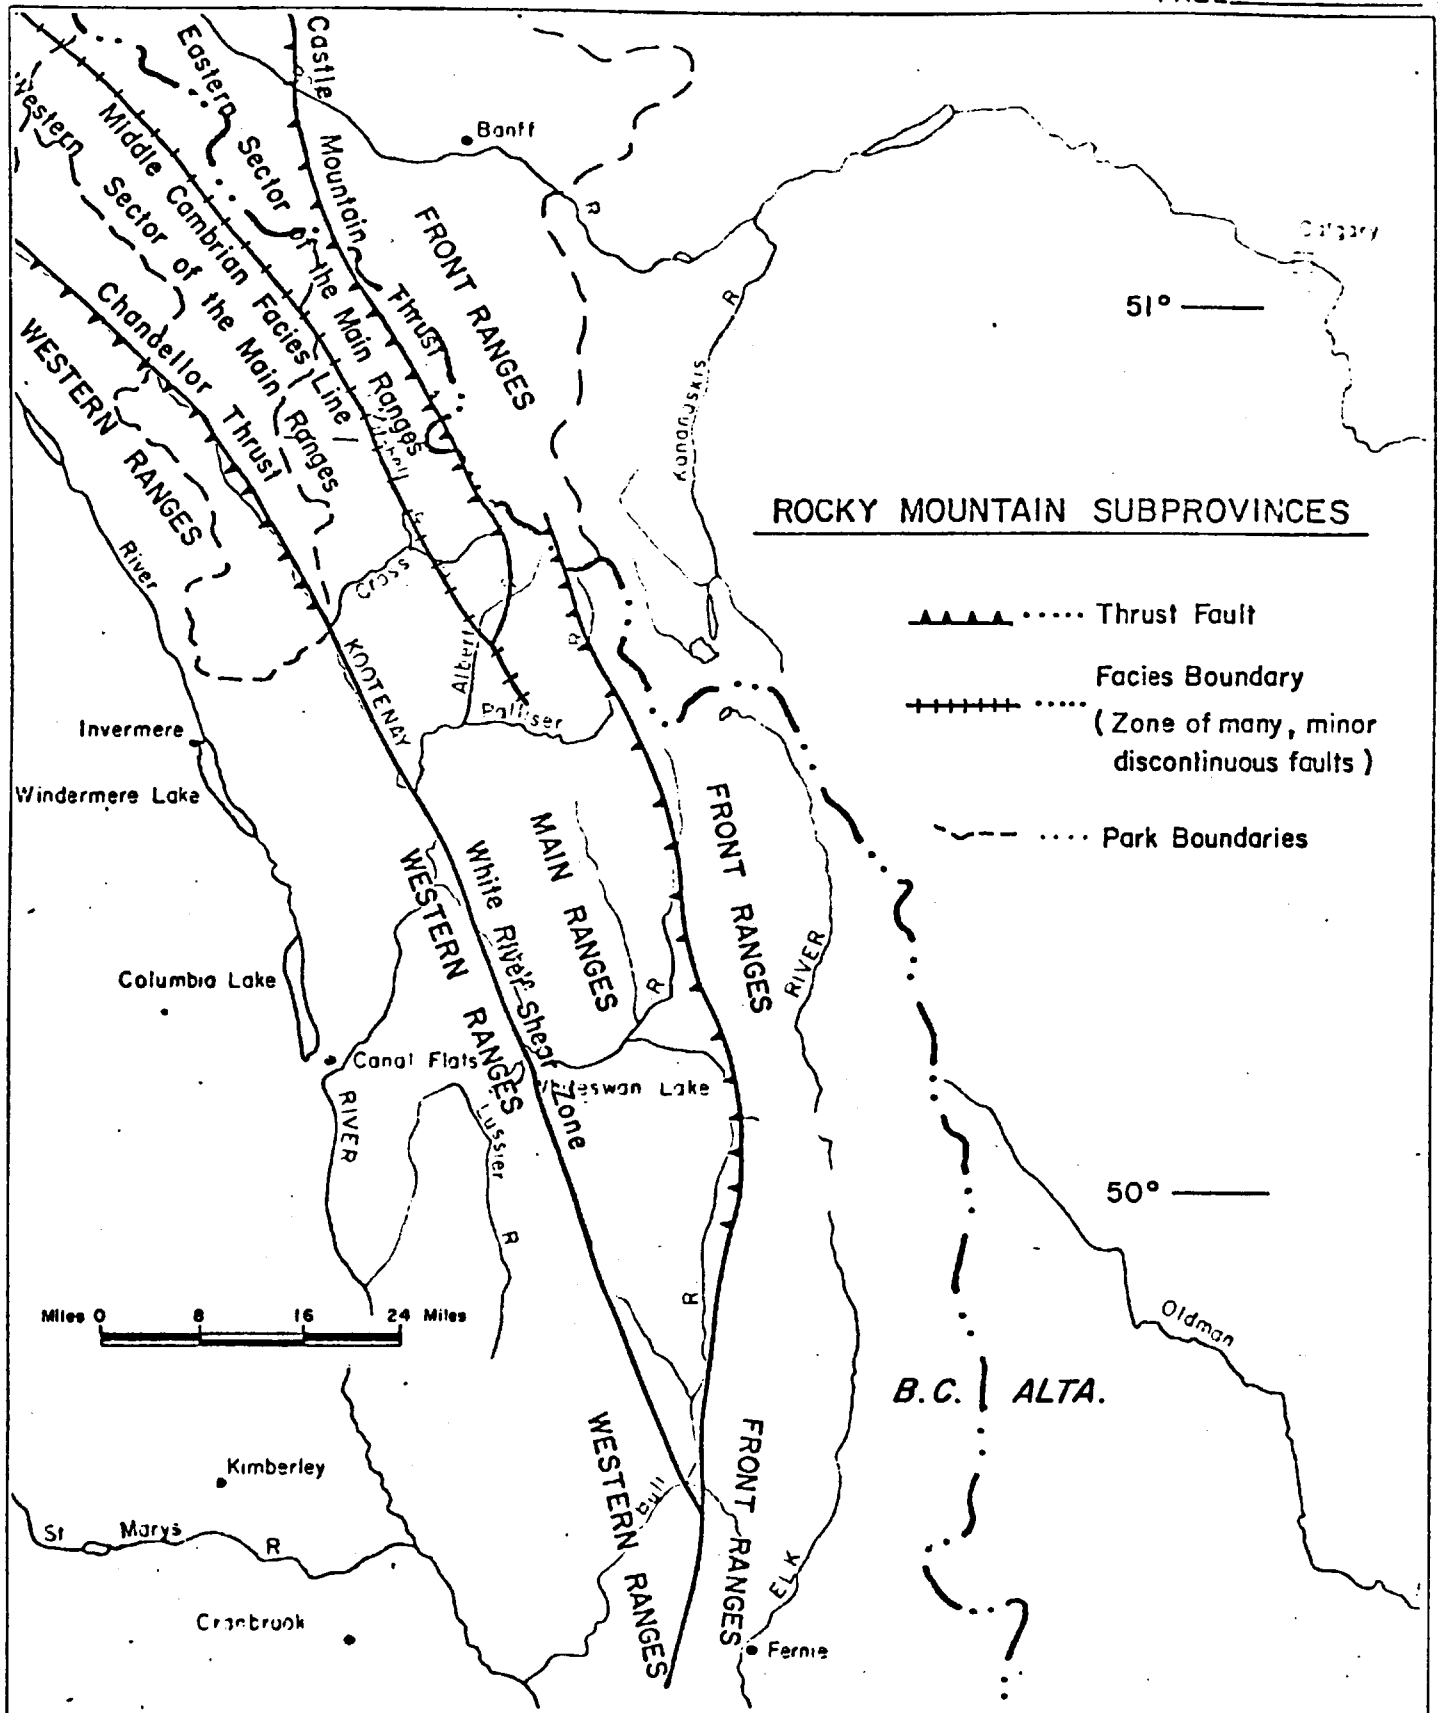 Castle Mountain Thrust
Eastern Sector of the Main Ranges
Middle Cambrian Facies Line
Western Sector of the Main Ranges
Chancellor Thrust
WESTERN RANGES
FRONT RANGES
Banff
R
Calgary
51°
R
Kananaskis
ROCKY MOUNTAIN SUBPROVINCES
Thrust Fault
Facies Boundary
( Zone of many, minor
discontinuous faults )
Park Boundaries
River
Cross
R
Albert
KOOTENAY
Palliser
R
Invermere
Windermere Lake
WESTERN RANGES
White River Shear Zone
MAIN RANGES
FRONT RANGES
RIVER
R
Columbia Lake
Canal Flats
Whiteswan Lake
RIVER
Lussier
R
50°
Miles 0 8 16 24 Miles
R
Oldman
B.C. ALTA.
WESTERN RANGES
FRONT RANGES
Kimberley
Bull
St Marys
R
ELK
Cranbrook
Fernie